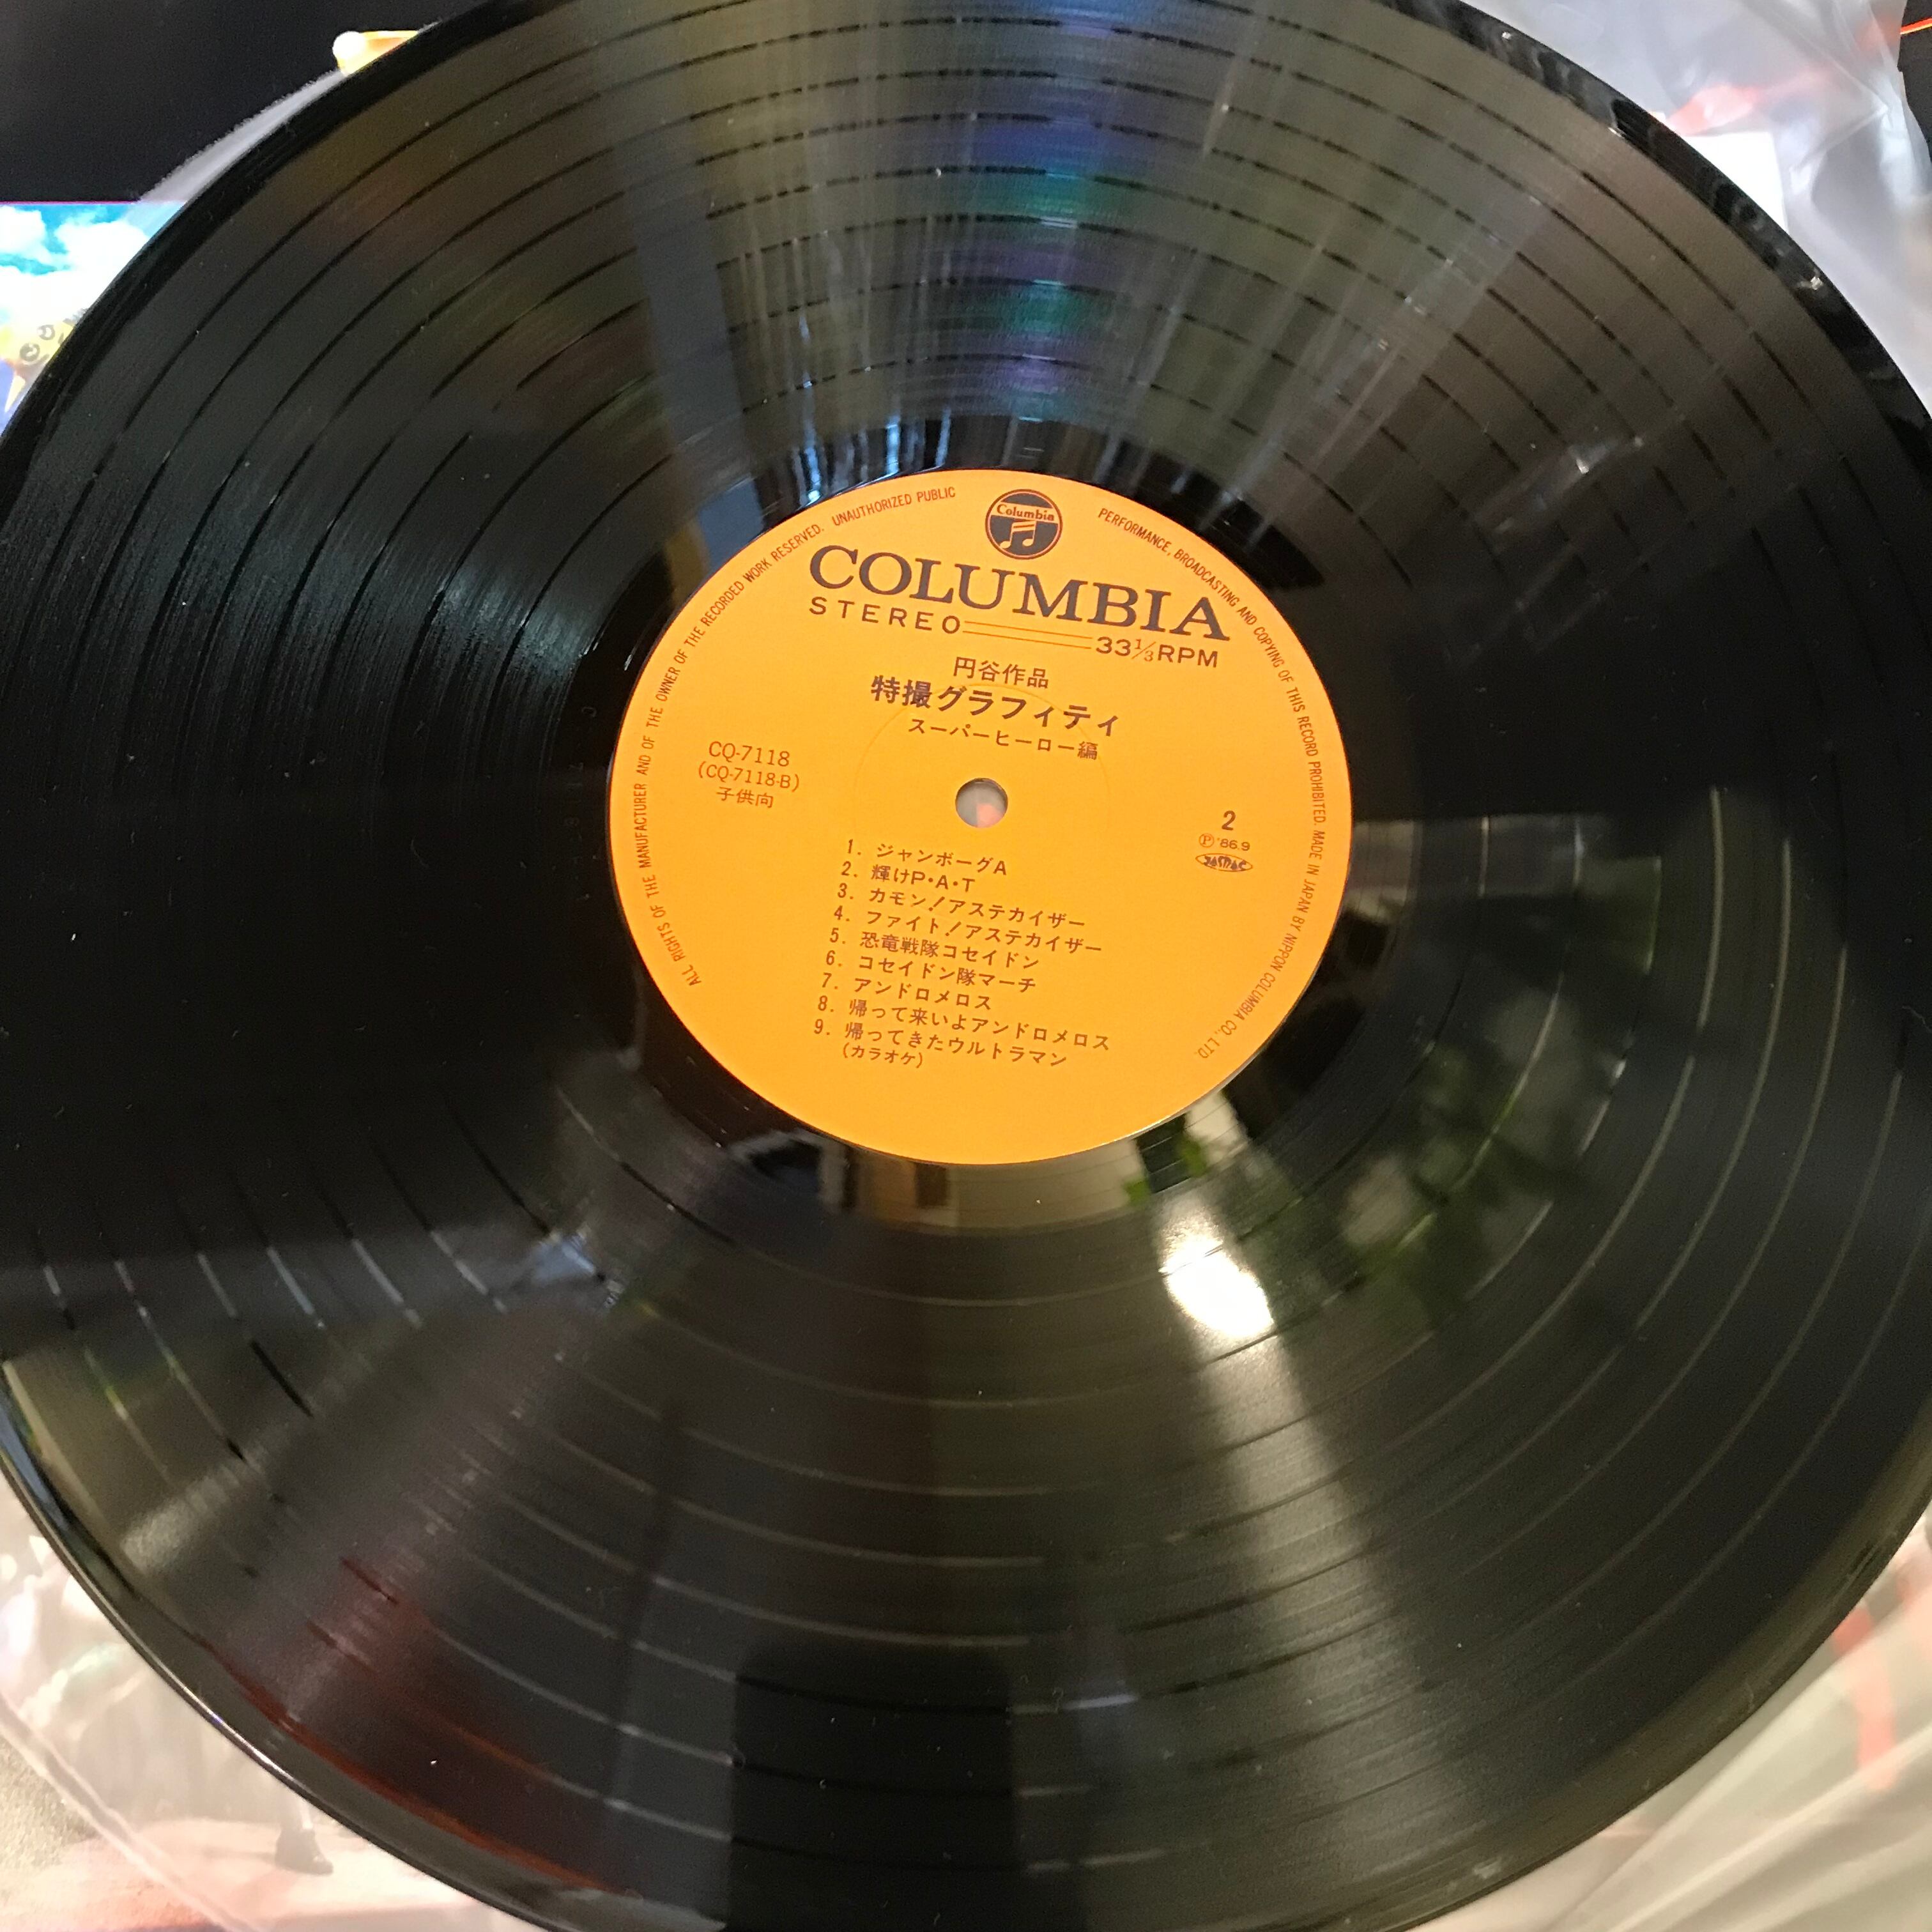 Columbia
ALL RIGHTS OF THE MANUFACTURER AND OF THE OWNER OF THE RECORDED WORK RESERVED. UNAUTHORIZED PUBLIC PERFORMANCE, BROADCASTING AND COPYING OF THIS RECORD PROHIBITED. MADE IN JAPAN BY NIPPON COLUMBIA CO., LTD.
COLUMBIA
STEREO 33⅓RPM
円谷作品
特撮グラフィティ
スーパーヒーロー編
CQ-7118
(CQ-7118-B)
子供向
2
Ⓟ'86.9
JASRAC
1. ジャンボーグA
2. 輝けP・A・T
3. カモン!アステカイザー
4. ファイト!アステカイザー
5. 恐竜戦隊コセイドン
6. コセイドン隊マーチ
7. アンドロメロス
8. 帰って来いよアンドロメロス
9. 帰ってきたウルトラマン
(カラオケ)